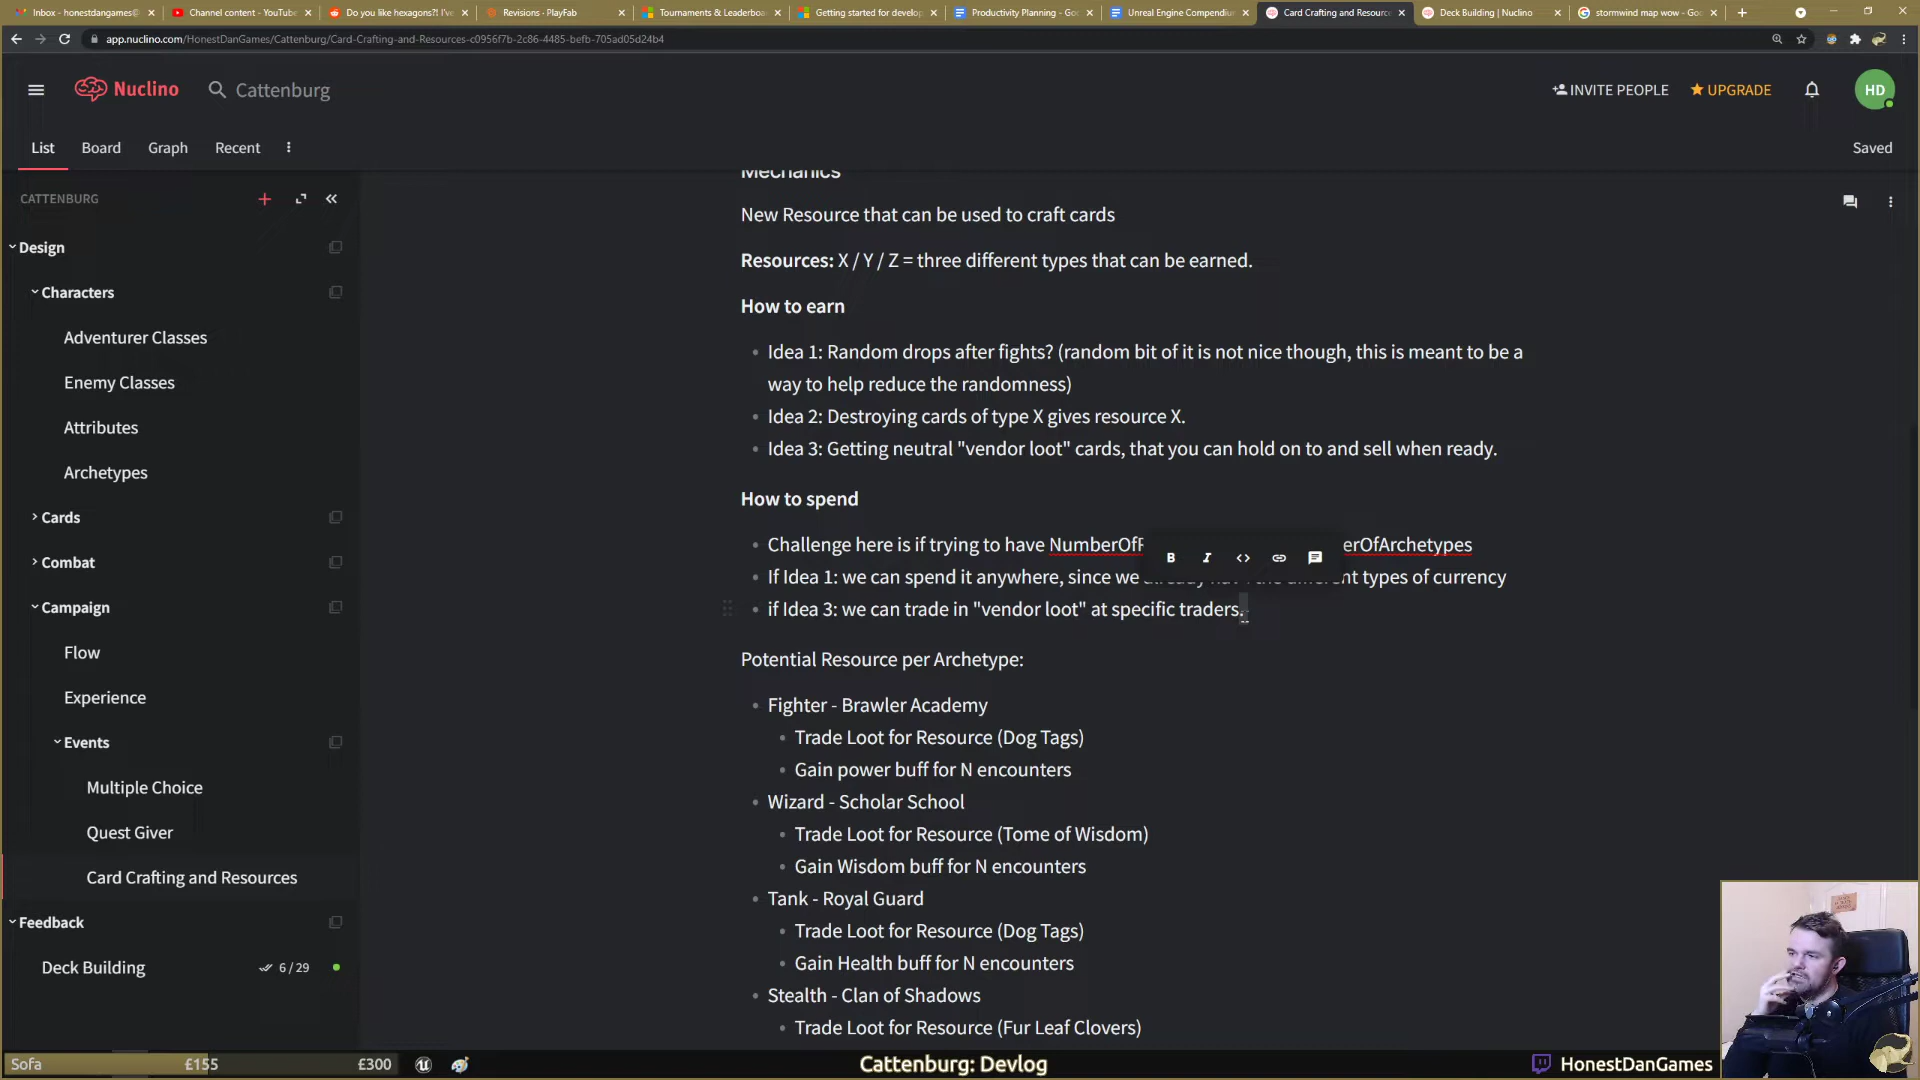 Inbox - honestdangames@
Channel content - YouTube
Do you like hexagons?! I've
Revisions · PlayFab
Tournaments & Leaderboa
Getting started for develop
Productivity Planning - Goo
Unreal Engine Compendium
Card Crafting and Resource
Deck Building | Nuclino
stormwind map wow - Goo
app.nuclino.com/HonestDanGames/Cattenburg/Card-Crafting-and-Resources-c0956f7b-2c86-4485-befb-705ad05d24b4
Nuclino
Cattenburg
INVITE PEOPLE
UPGRADE
HD
List
Board
Graph
Recent
Saved
CATTENBURG
Design
Characters
Adventurer Classes
Enemy Classes
Attributes
Archetypes
Cards
Combat
Campaign
Flow
Experience
Events
Multiple Choice
Quest Giver
Card Crafting and Resources
Feedback
Deck Building
6 / 29
Mechanics
New Resource that can be used to craft cards
Resources: X / Y / Z = three different types that can be earned.
How to earn
Idea 1: Random drops after fights? (random bit of it is not nice though, this is meant to be a
way to help reduce the randomness)
Idea 2: Destroying cards of type X gives resource X.
Idea 3: Getting neutral "vendor loot" cards, that you can hold on to and sell when ready.
How to spend
Challenge here is if trying to have NumberOf erOfArchetypes
If Idea 1: we can spend it anywhere, since we already the different types of currency
if Idea 3: we can trade in "vendor loot" at specific traders.
Potential Resource per Archetype:
Fighter - Brawler Academy
Trade Loot for Resource (Dog Tags)
Gain power buff for N encounters
Wizard - Scholar School
Trade Loot for Resource (Tome of Wisdom)
Gain Wisdom buff for N encounters
Tank - Royal Guard
Trade Loot for Resource (Dog Tags)
Gain Health buff for N encounters
Stealth - Clan of Shadows
Trade Loot for Resource (Fur Leaf Clovers)
Sofa
£155
£300
Cattenburg: Devlog
HonestDanGames